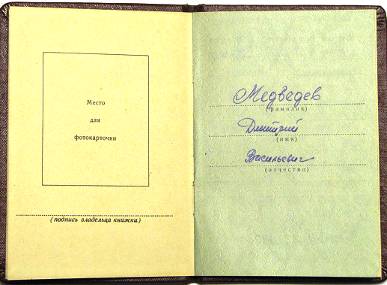 Место
для
фотокарточки
(подпись владельца книжки)
Медведев
(фамилия)
Дмитрий
(имя)
Васильевич
(отчество)